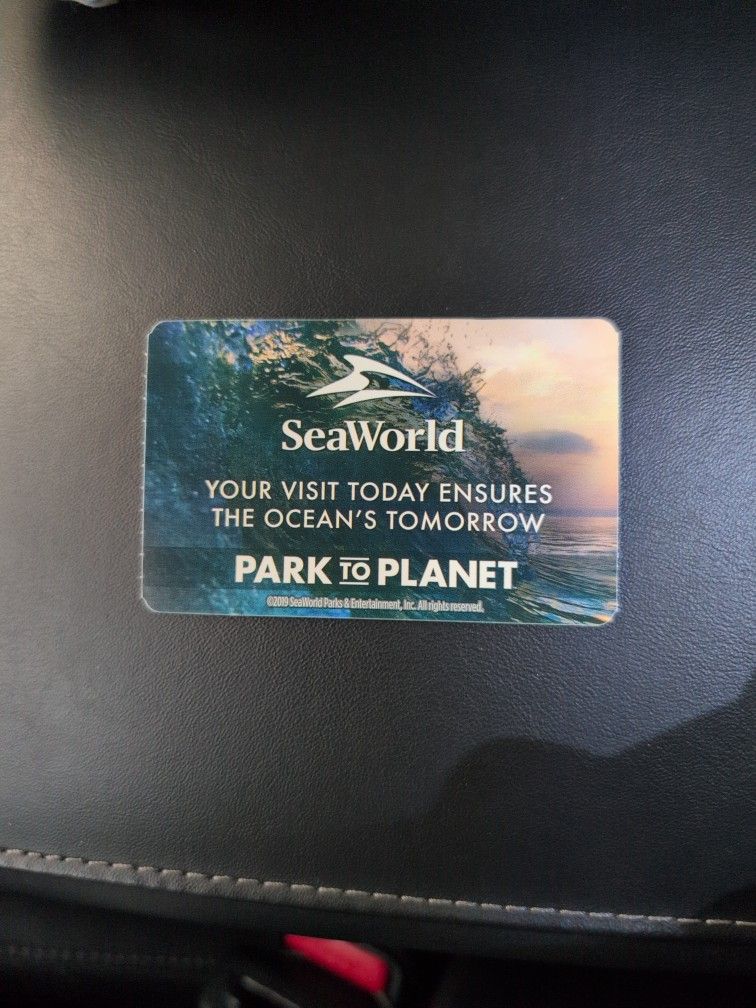 SeaWorld
YOUR VISIT TODAY ENSURES
THE OCEAN'S TOMORROW
PARK TO PLANET
©2019 SeaWorld Parks & Entertainment, Inc. All rights reserved.